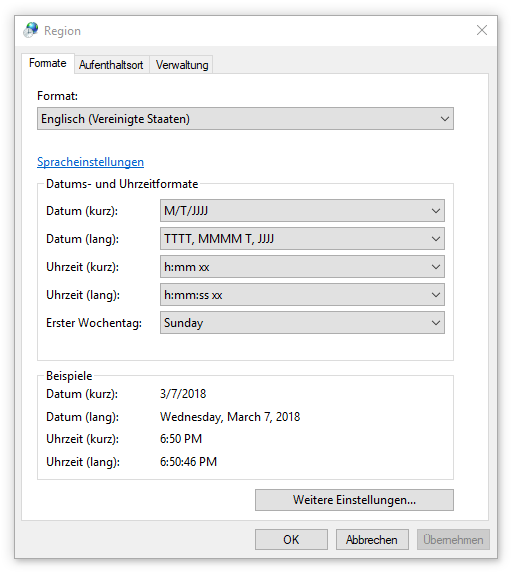 Region
Formate Aufenthaltsort Verwaltung
Format:
Englisch (Vereinigte Staaten)
Spracheinstellungen
Datums- und Uhrzeitformate
Datum (kurz): M/T/JJJJ
Datum (lang): TTTT, MMMM T, JJJJ
Uhrzeit (kurz): h:mm xx
Uhrzeit (lang): h:mm:ss xx
Erster Wochentag: Sunday
Beispiele
Datum (kurz): 3/7/2018
Datum (lang): Wednesday, March 7, 2018
Uhrzeit (kurz): 6:50 PM
Uhrzeit (lang): 6:50:46 PM
Weitere Einstellungen...
OK Abbrechen Übernehmen